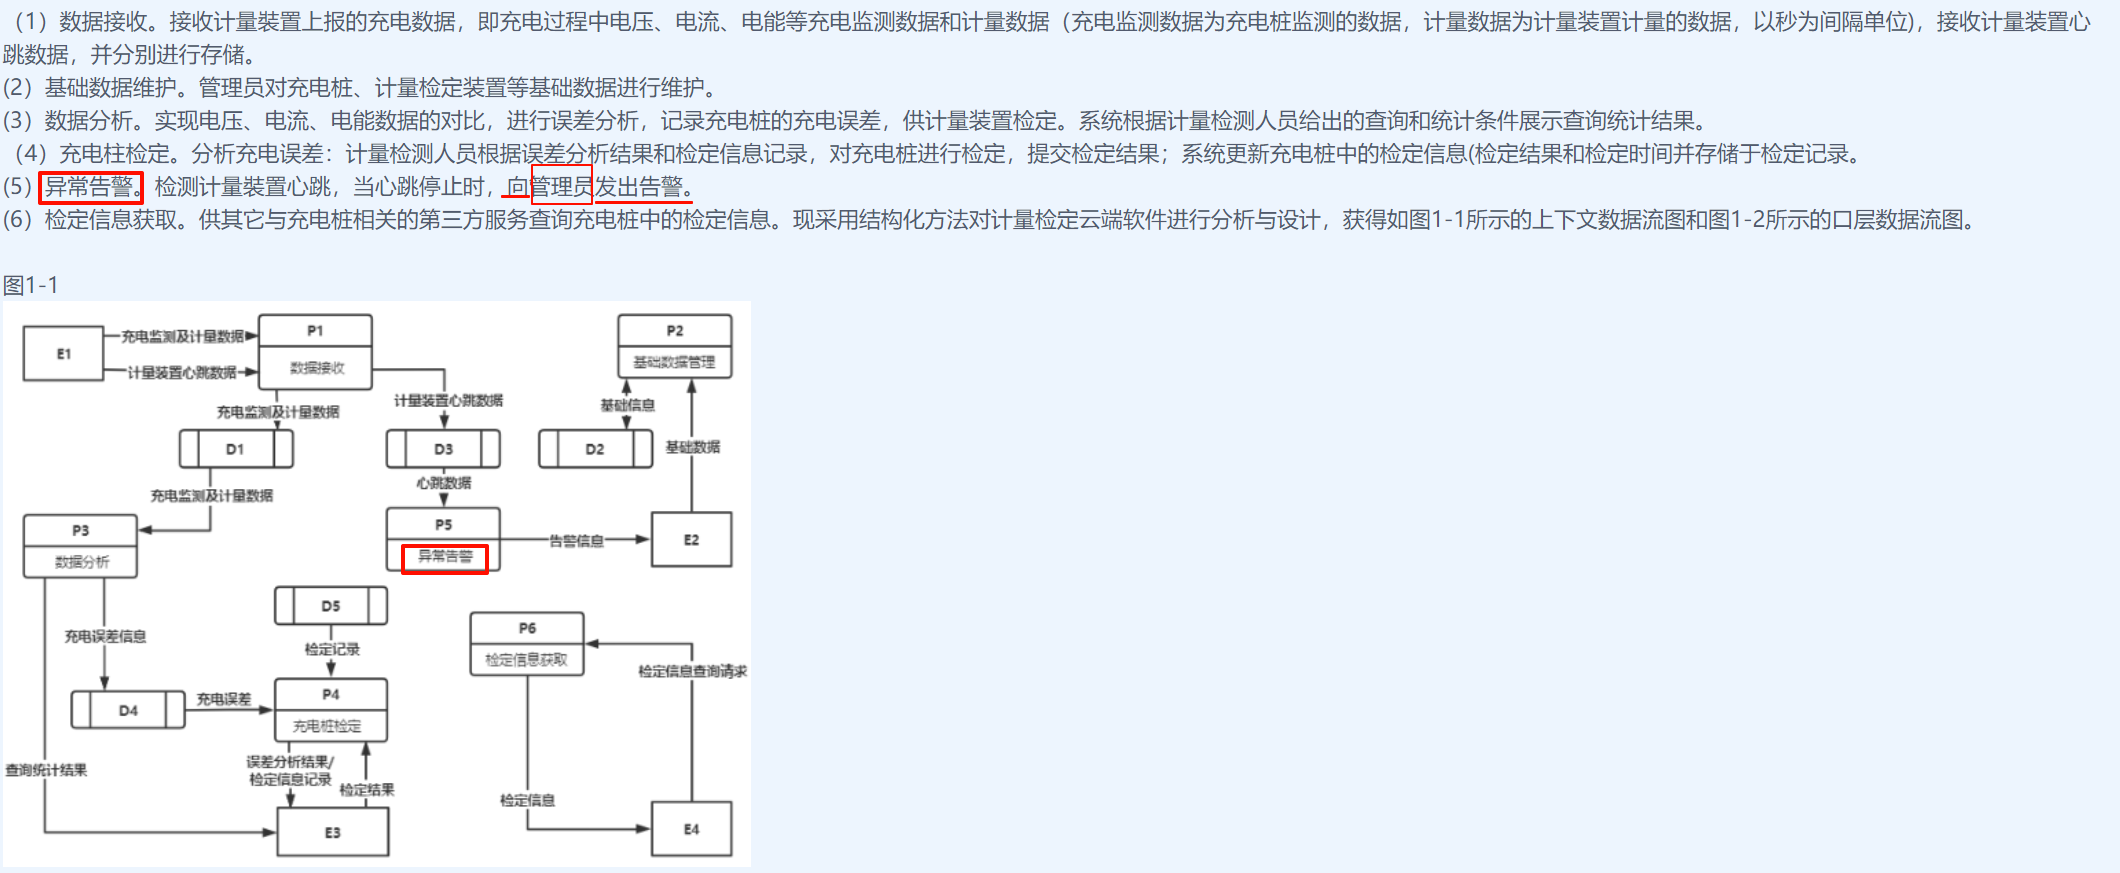 （1）数据接收。接收计量装置上报的充电数据，即充电过程中电压、电流、电能等充电监测数据和计量数据（充电监测数据为充电桩监测的数据，计量数据为计量装置计量的数据，以秒为间隔单位)，接收计量装置心
跳数据，并分别进行存储。
(2）基础数据维护。管理员对充电桩、计量检定装置等基础数据进行维护。
(3）数据分析。实现电压、电流、电能数据的对比，进行误差分析，记录充电桩的充电误差，供计量装置检定。系统根据计量检测人员给出的查询和统计条件展示查询统计结果。
（4）充电柱检定。分析充电误差：计量检测人员根据误差分析结果和检定信息记录，对充电桩进行检定，提交检定结果；系统更新充电桩中的检定信息(检定结果和检定时间并存储于检定记录。
(5）异常告警。检测计量装置心跳，当心跳停止时，向管理员发出告警。
(6）检定信息获取。供其它与充电桩相关的第三方服务查询充电桩中的检定信息。现采用结构化方法对计量检定云端软件进行分析与设计，获得如图1-1所示的上下文数据流图和图1-2所示的口层数据流图。
图1-1
E1
充电监测及计量数据
计量装置心跳数据
P1
数据接收
P2
基础数据管理
充电监测及计量数据
计量装置心跳数据
基础信息
基础数据
D1
D3
D2
充电监测及计量数据
心跳数据
P3
数据分析
P5
异常告警
告警信息
E2
充电误差信息
D5
检定记录
P6
检定信息获取
检定信息查询请求
D4
充电误差
P4
充电桩检定
查询统计结果
误差分析结果/
检定信息记录
检定结果
检定信息
E3
E4